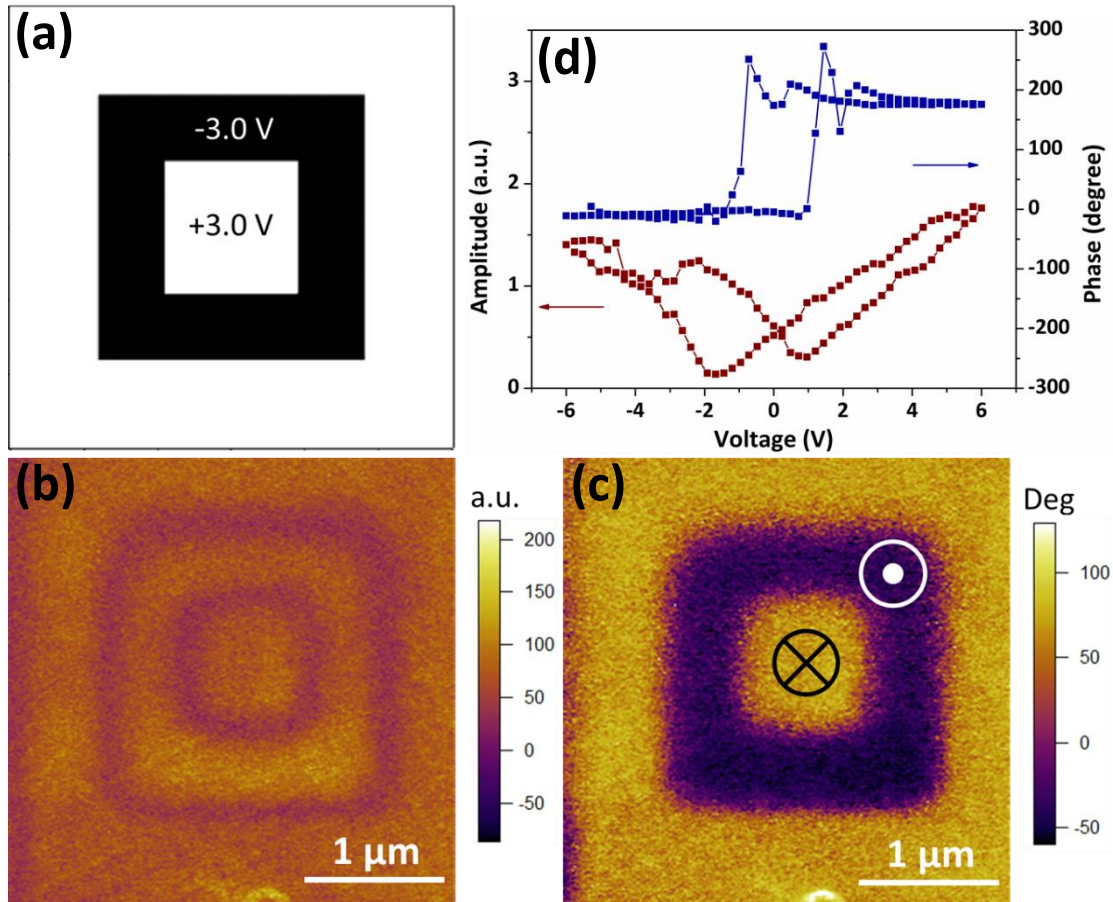 (a)
-3.0 V
+3.0 V
(d)
Amplitude (a.u.)
3
2
1
0
300
200
100
0
-100
-200
-300
Phase (degree)
-6 -4 -2 0 2 4 6
Voltage (V)
(b)
1 µm
a.u.
200
150
100
50
0
-50
(c)
1 µm
Deg
100
50
0
-50